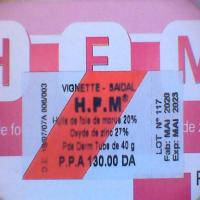 H.P.M
VIGNETTE - SAIDAL
H.P.M®
Huile de foie de morue 20%
Oxyde de zinc 27%
Pde Derm Tube de 40 g
P.P.A 130.00 DA
LOT N° 117
Fab: MAI 2020
Exp: MAI 2023